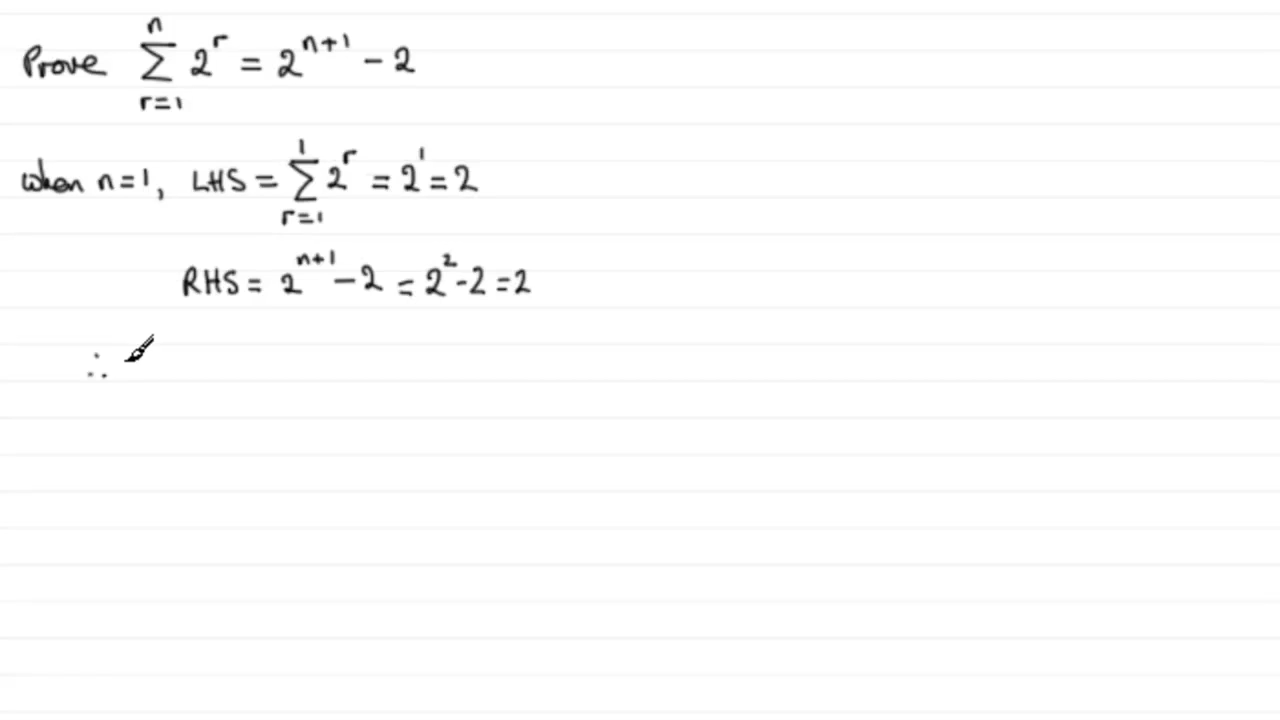 Prove $\sum_{r=1}^{n} 2^r = 2^{n+1} - 2$
When n=1, LHS = $\sum_{r=1}^{1} 2^r = 2^1 = 2$
RHS = $2^{n+1} - 2 = 2^2 - 2 = 2$
∴